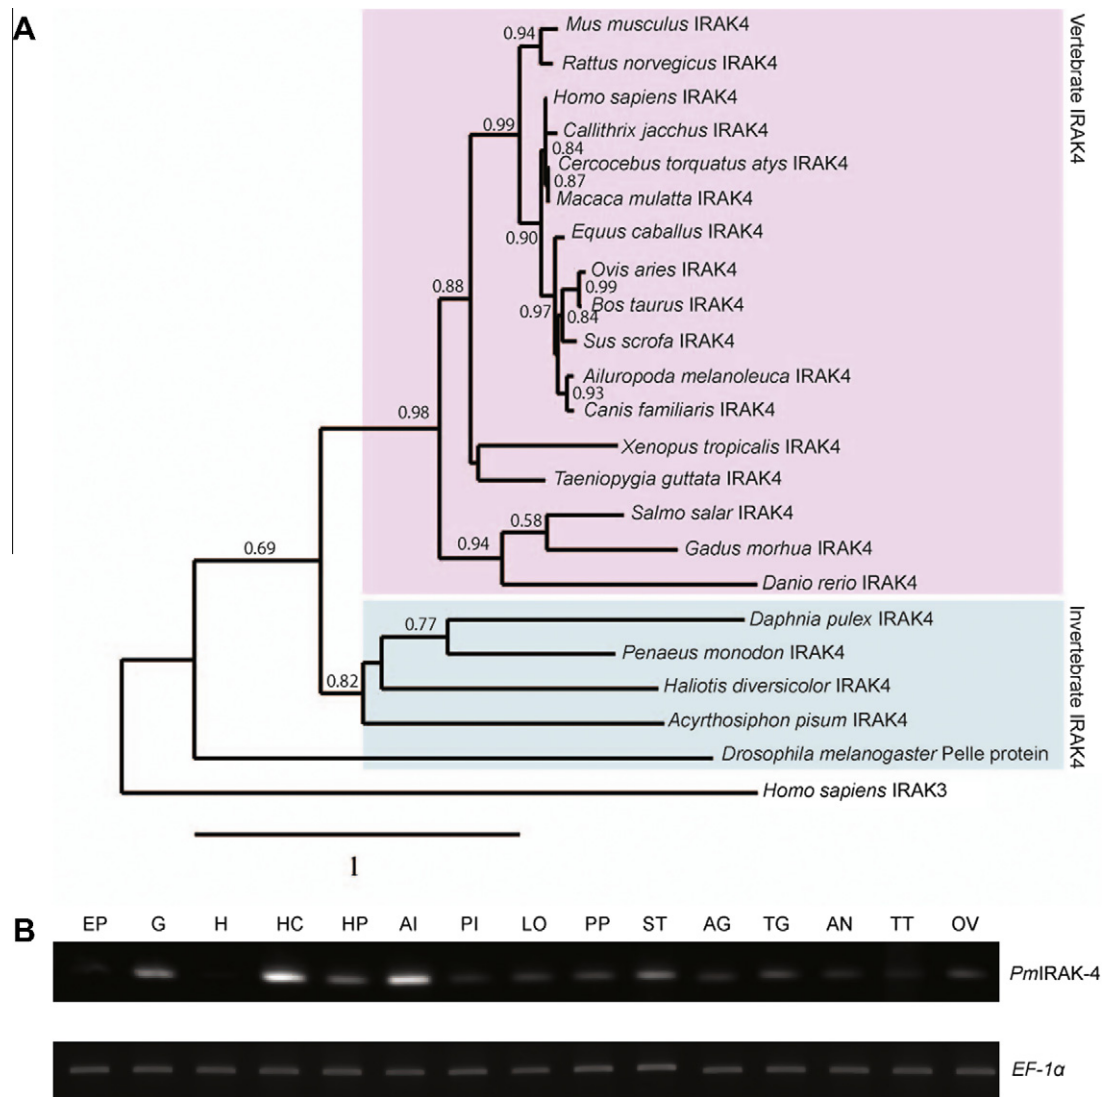 A
0.94
Mus musculus IRAK4
Rattus norvegicus IRAK4
Homo sapiens IRAK4
0.99
Callithrix jacchus IRAK4
0.84
Cercocebus torquatus atys IRAK4
0.87
Macaca mulatta IRAK4
0.90
Equus caballus IRAK4
Ovis aries IRAK4
0.99
0.88
Bos taurus IRAK4
0.97
0.84
Sus scrofa IRAK4
Ailuropoda melanoleuca IRAK4
0.93
Canis familiaris IRAK4
0.98
Xenopus tropicalis IRAK4
Taeniopygia guttata IRAK4
Salmo salar IRAK4
0.58
0.94
Gadus morhua IRAK4
0.69
Danio rerio IRAK4
Vertebrate IRAK4
Daphnia pulex IRAK4
0.77
Penaeus monodon IRAK4
0.82
Haliotis diversicolor IRAK4
Acyrthosiphon pisum IRAK4
Drosophila melanogaster Pelle protein
Invertebrate IRAK4
Homo sapiens IRAK3
1
B
EP G H HC HP AI PI LO PP ST AG TG AN TT OV
PmIRAK-4
EF-1α